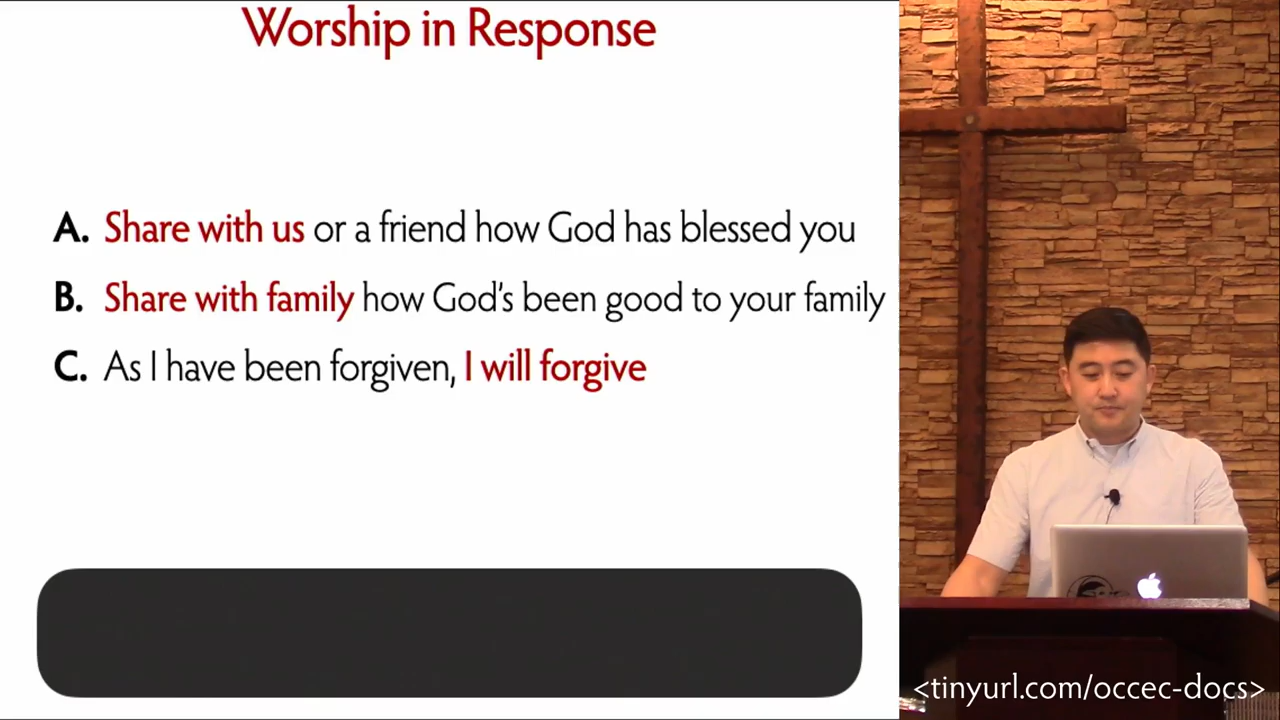 Worship in Response
A. Share with us or a friend how God has blessed you
B. Share with family how God's been good to your family
C. As I have been forgiven, I will forgive
<tinyurl.com/occec-docs>